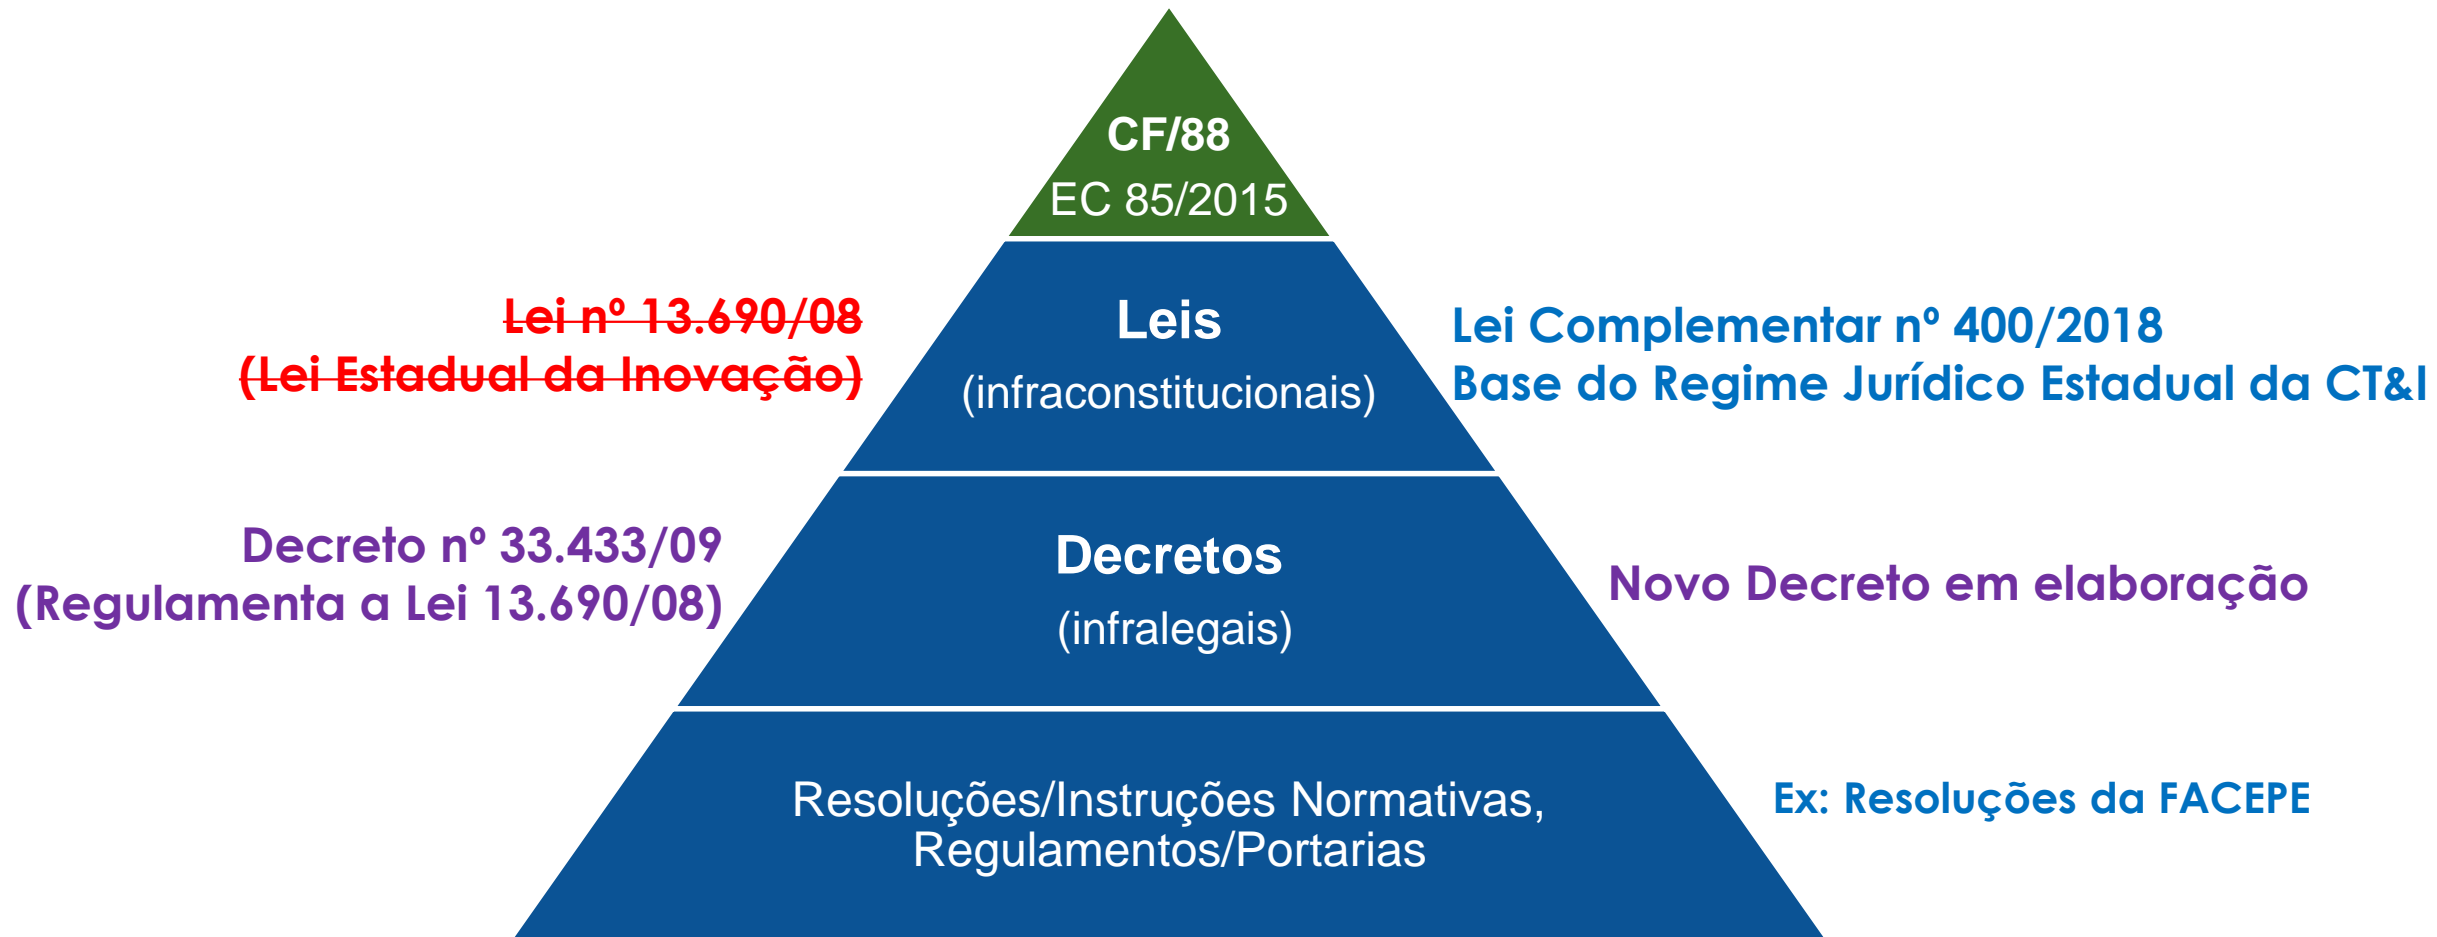 CF/88
EC 85/2015
Lei nº 13.690/08
(Lei Estadual da Inovação)
Leis
(infraconstitucionais)
Lei Complementar nº 400/2018
Base do Regime Jurídico Estadual da CT&I
Decreto nº 33.433/09
(Regulamenta a Lei 13.690/08)
Decretos
(infralegais)
Novo Decreto em elaboração
Resoluções/Instruções Normativas,
Regulamentos/Portarias
Ex: Resoluções da FACEPE